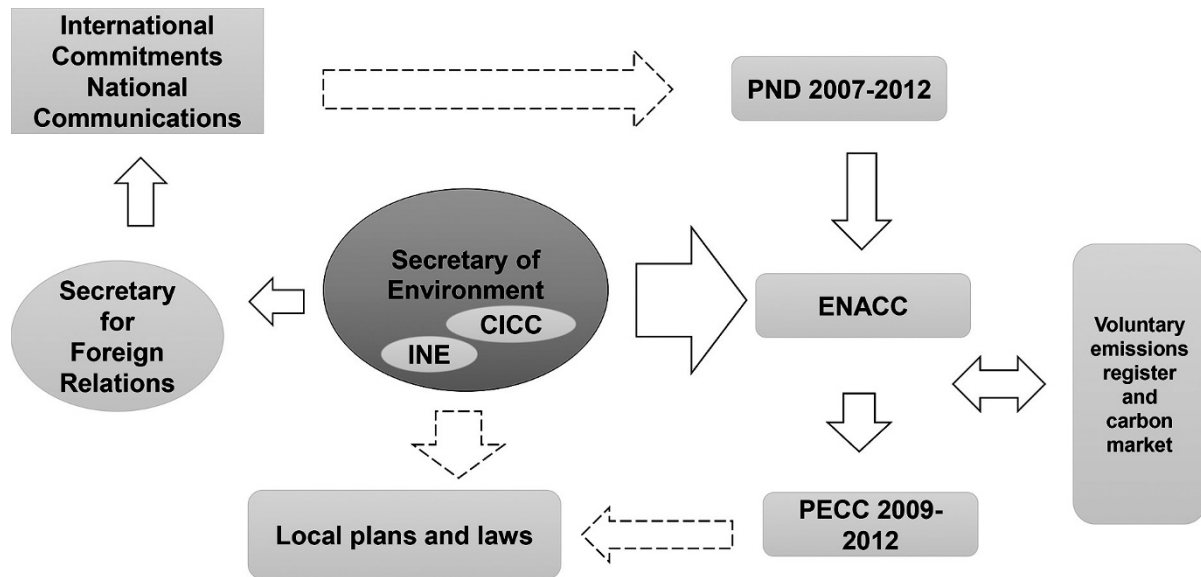 International
Commitments
National
Communications
PND 2007-2012
Secretary of
Environment
CICC
INE
Secretary
for
Foreign
Relations
ENACC
Voluntary
emissions
register
and
carbon
market
Local plans and laws
PECC 2009-
2012